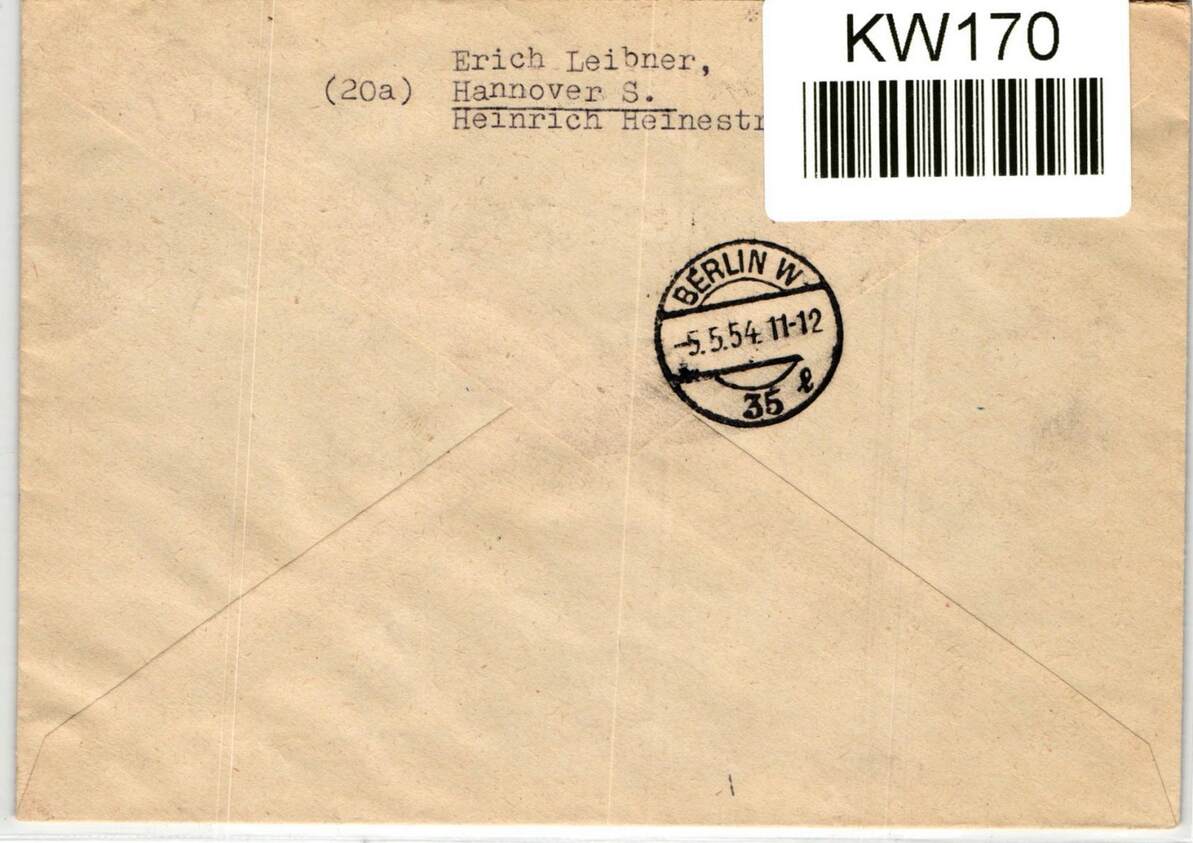 KW170
Erich Leibner,
(20a) Hannover S.
Heinrich Heinestr
BERLIN W
-5.5.54.11-12
35 l